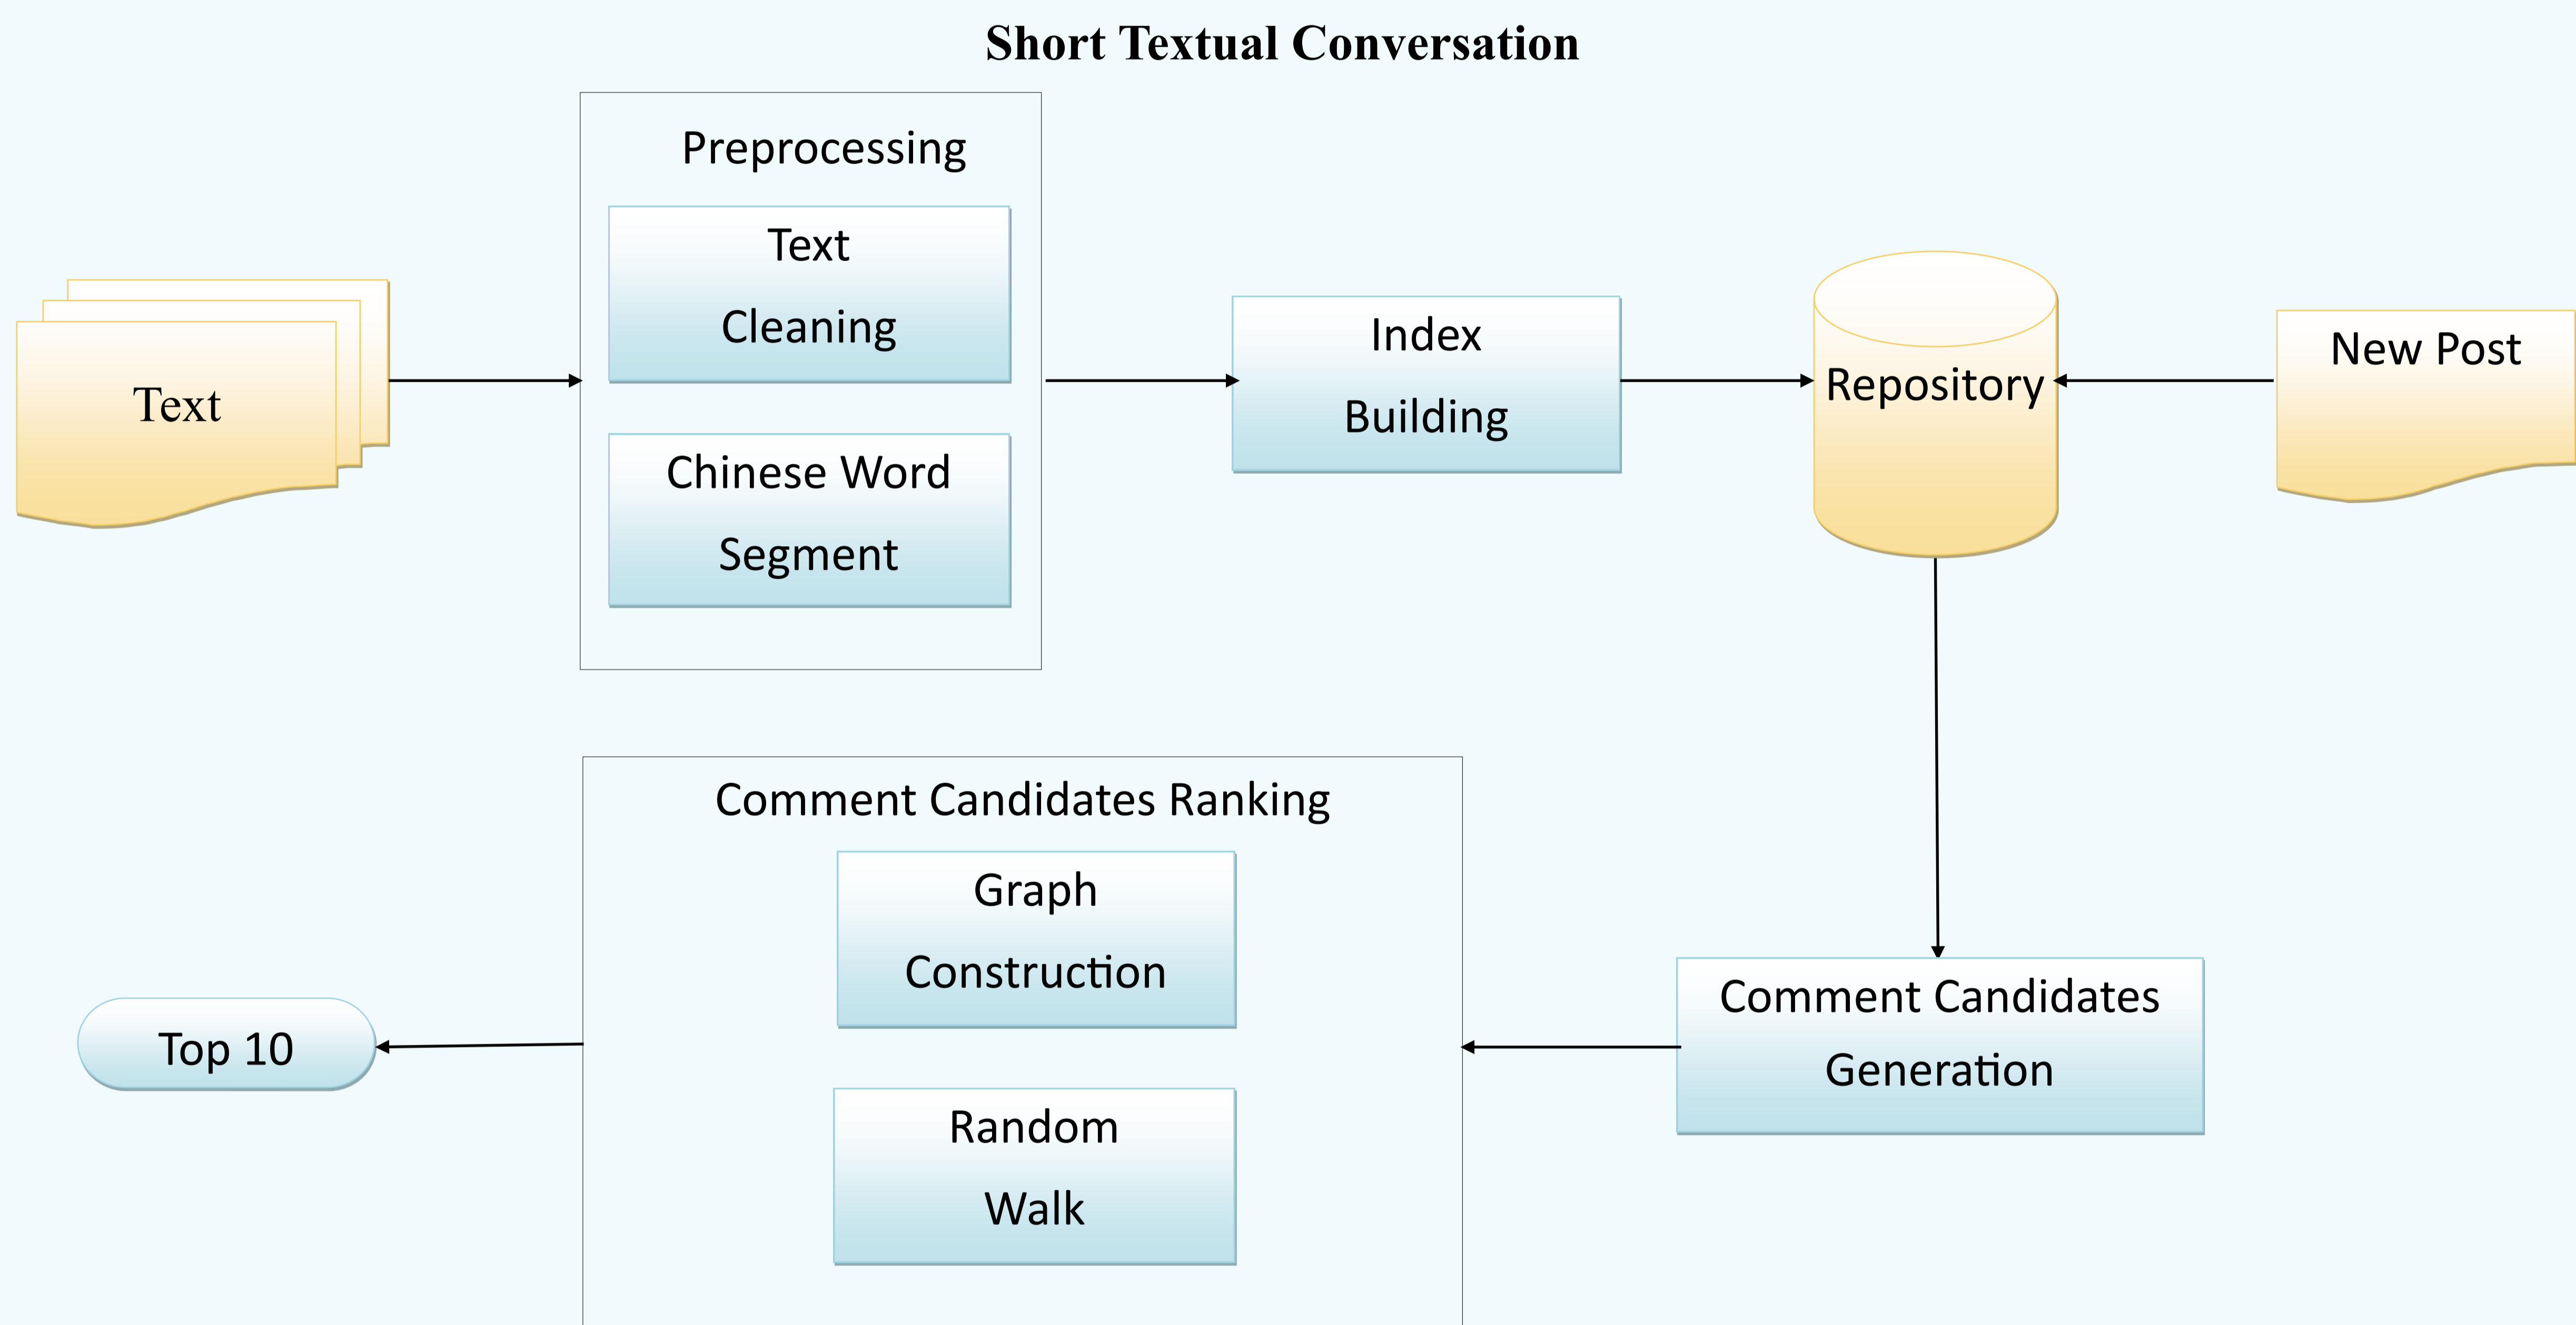 Short Textual Conversation
Preprocessing
Text
Cleaning
Chinese Word
Segment
Text
Index
Building
Repository
New Post
Comment Candidates Ranking
Graph
Construction
Random
Walk
Comment Candidates
Generation
Top 10